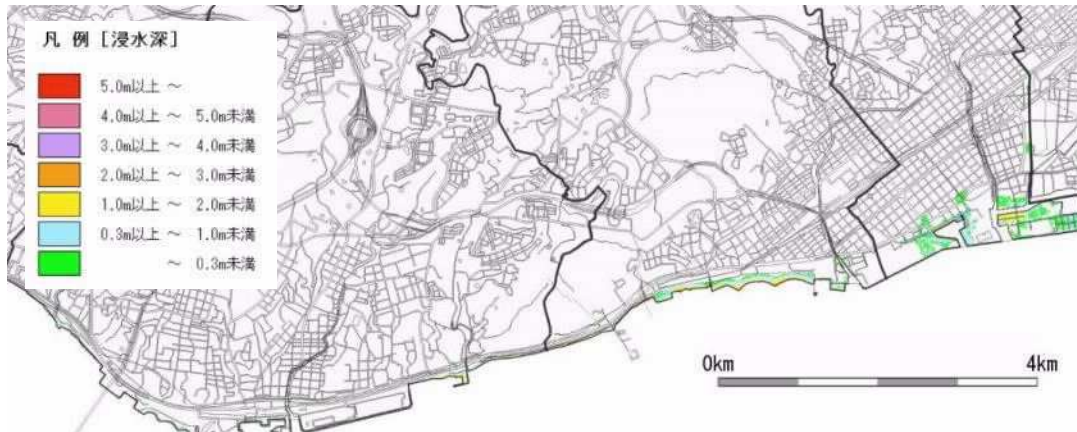 凡 例 [浸水深]
5.0m以上 ～
4.0m以上 ～ 5.0m未満
3.0m以上 ～ 4.0m未満
2.0m以上 ～ 3.0m未満
1.0m以上 ～ 2.0m未満
0.3m以上 ～ 1.0m未満
～ 0.3m未満
0km 4km